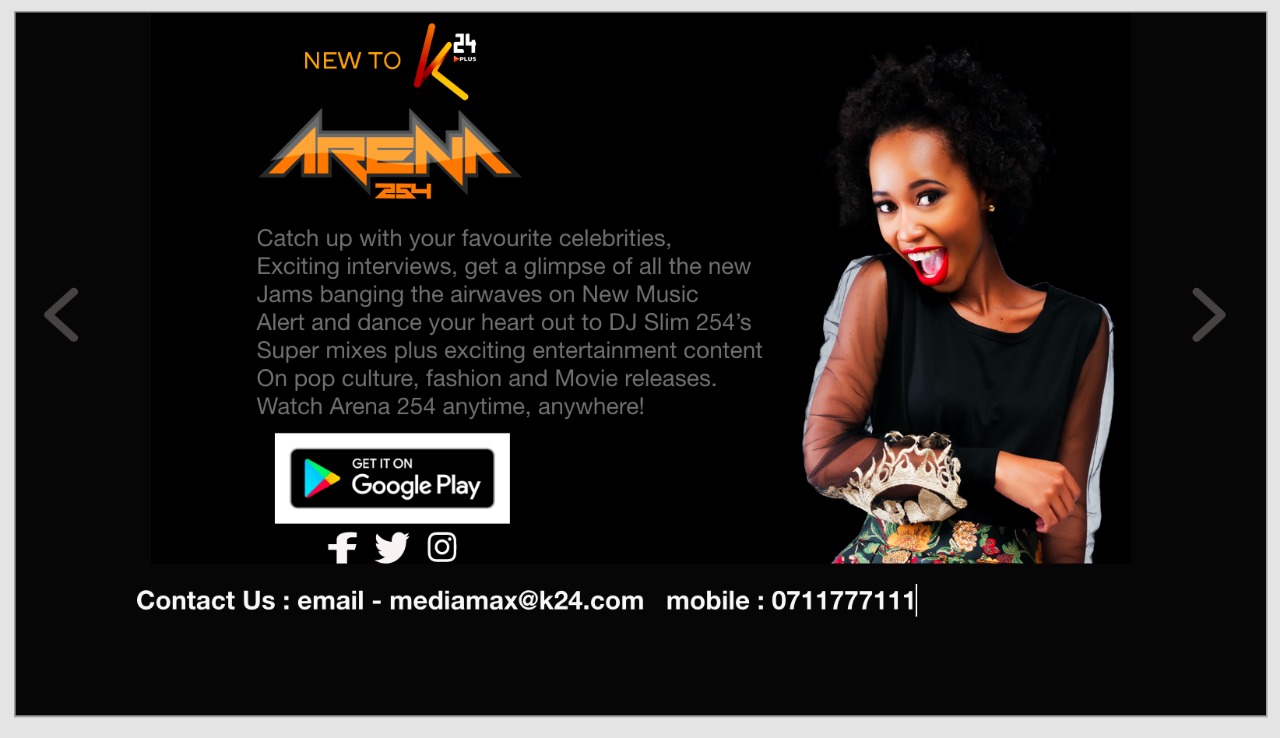 NEW TO K 24 PLUS
ARENA
254
Catch up with your favourite celebrities,
Exciting interviews, get a glimpse of all the new
Jams banging the airwaves on New Music
Alert and dance your heart out to DJ Slim 254’s
Super mixes plus exciting entertainment content
On pop culture, fashion and Movie releases.
Watch Arena 254 anytime, anywhere!
GET IT ON
Google Play
Contact Us : email - mediamax@k24.com mobile : 0711777111